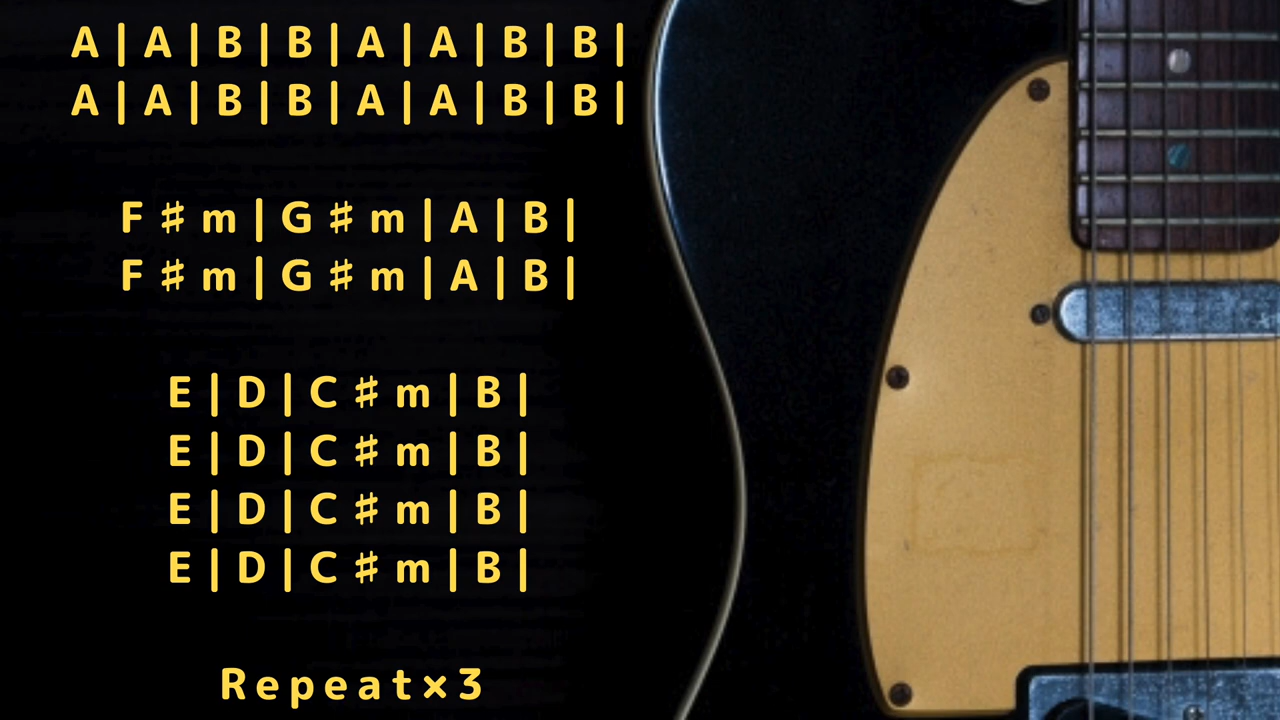 A | A | B | B | A | A | B | B |
A | A | B | B | A | A | B | B |
F ♯ m | G ♯ m | A | B |
F ♯ m | G ♯ m | A | B |
E | D | C ♯ m | B |
E | D | C ♯ m | B |
E | D | C ♯ m | B |
E | D | C ♯ m | B |
Repeat×3